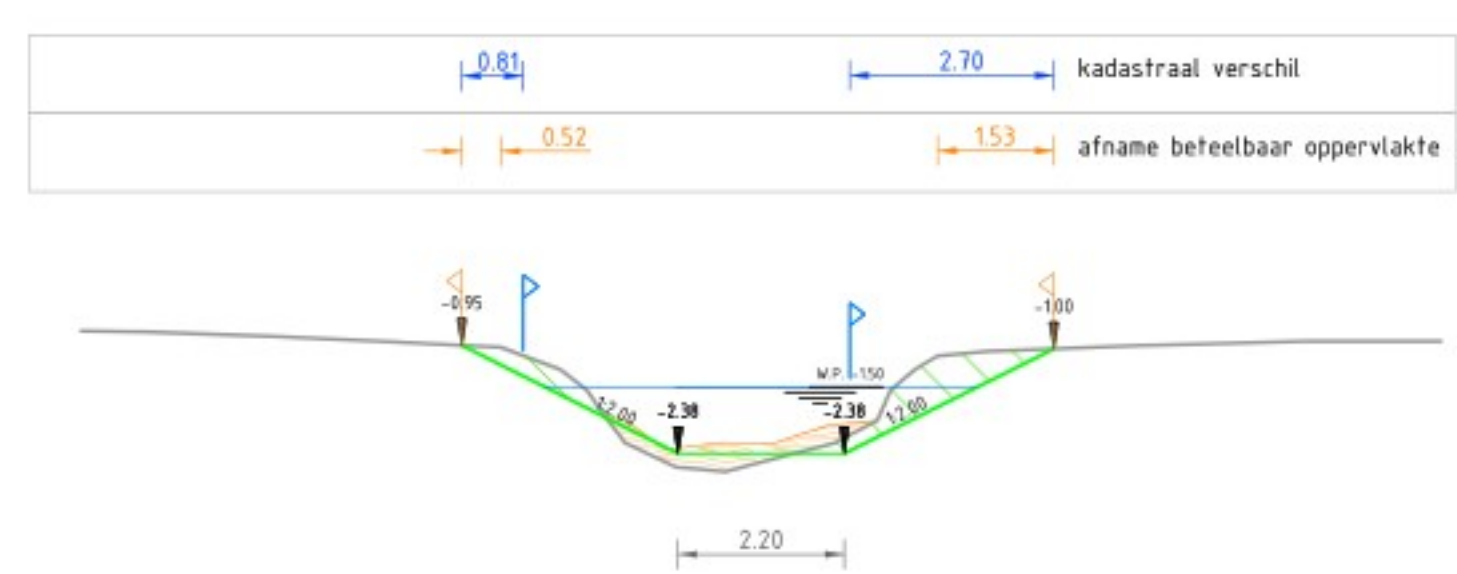 0.81 2.70 kadastraal verschil
0.52 1.53 afname beteelbaar oppervlakte
-0.95 -1.00
W.P. -1.50
1:2.00 -2.38 -2.38 1:2.00
2.20